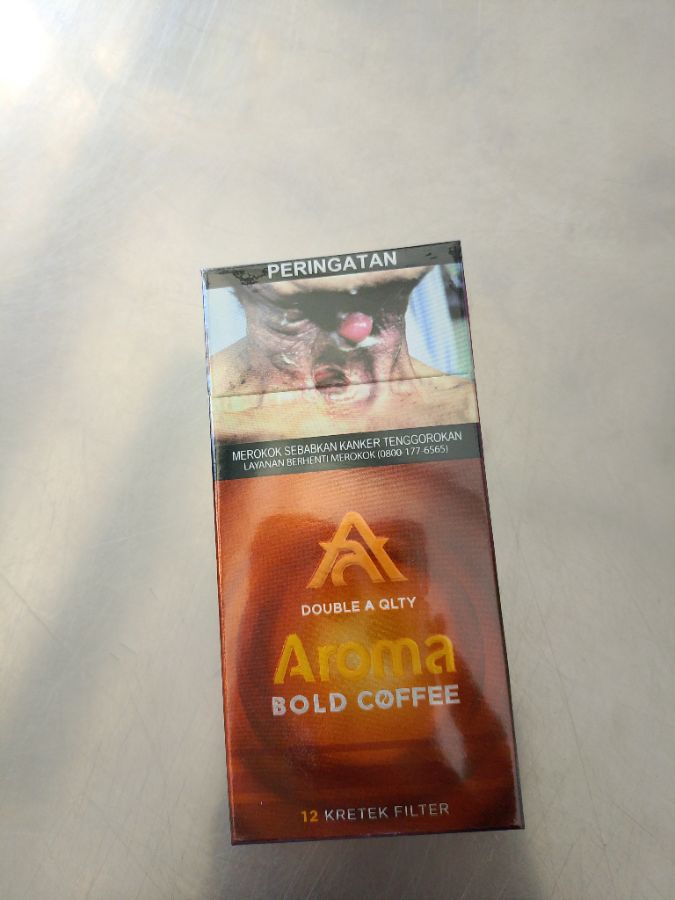 PERINGATAN
MEROKOK SEBABKAN KANKER TENGGOROKAN
LAYANAN BERHENTI MEROKOK (0800-177-6565)
DOUBLE A QLTY
Aroma
BOLD COFFEE
12 KRETEK FILTER